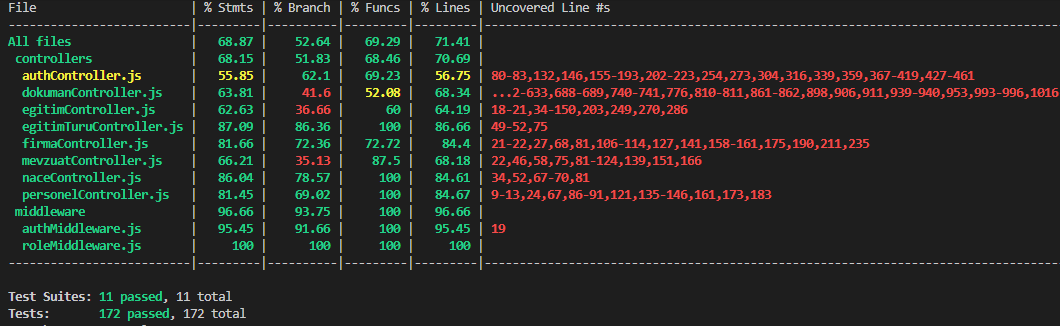 File | % Stmts | % Branch | % Funcs | % Lines | Uncovered Line #s
All files | 68.87 | 52.64 | 69.29 | 71.41 |
controllers | 68.15 | 51.83 | 68.46 | 70.69 |
authController.js | 55.85 | 62.1 | 69.23 | 56.75 | 80-83,132,146,155-193,202-223,254,273,304,316,339,359,367-419,427-461
dokumanController.js | 63.81 | 41.6 | 52.08 | 68.34 | ...2-633,688-689,740-741,776,810-811,861-862,898,906,911,939-940,953,993-996,1016
egitimController.js | 62.63 | 36.66 | 60 | 64.19 | 18-21,34-150,203,249,270,286
egitimTuruController.js | 87.09 | 86.36 | 100 | 86.66 | 49-52,75
firmaController.js | 81.66 | 72.36 | 72.72 | 84.4 | 21-22,27,68,81,106-114,127,141,158-161,175,190,211,235
mevzuatController.js | 66.21 | 35.13 | 87.5 | 68.18 | 22,46,58,75,81-124,139,151,166
naceController.js | 86.04 | 78.57 | 100 | 84.61 | 34,52,67-70,81
personelController.js | 81.45 | 69.02 | 100 | 84.67 | 9-13,24,67,86-91,121,135-146,161,173,183
middleware | 96.66 | 93.75 | 100 | 96.66 |
authMiddleware.js | 95.45 | 91.66 | 100 | 95.45 | 19
roleMiddleware.js | 100 | 100 | 100 | 100 |
Test Suites: 11 passed, 11 total
Tests: 172 passed, 172 total